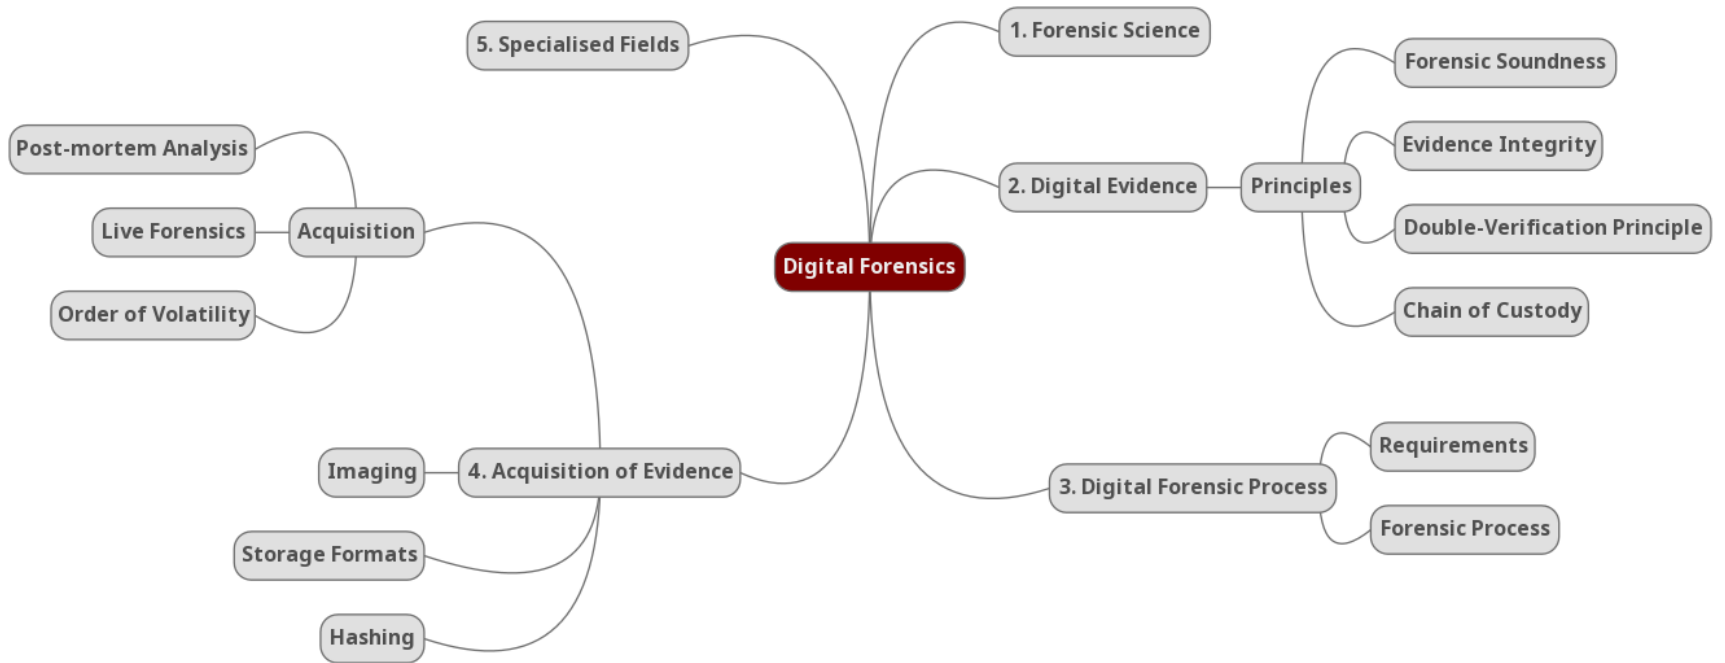 Digital Forensics
1. Forensic Science
2. Digital Evidence
Principles
Forensic Soundness
Evidence Integrity
Double-Verification Principle
Chain of Custody
3. Digital Forensic Process
Requirements
Forensic Process
4. Acquisition of Evidence
Acquisition
Post-mortem Analysis
Live Forensics
Order of Volatility
Imaging
Storage Formats
Hashing
5. Specialised Fields